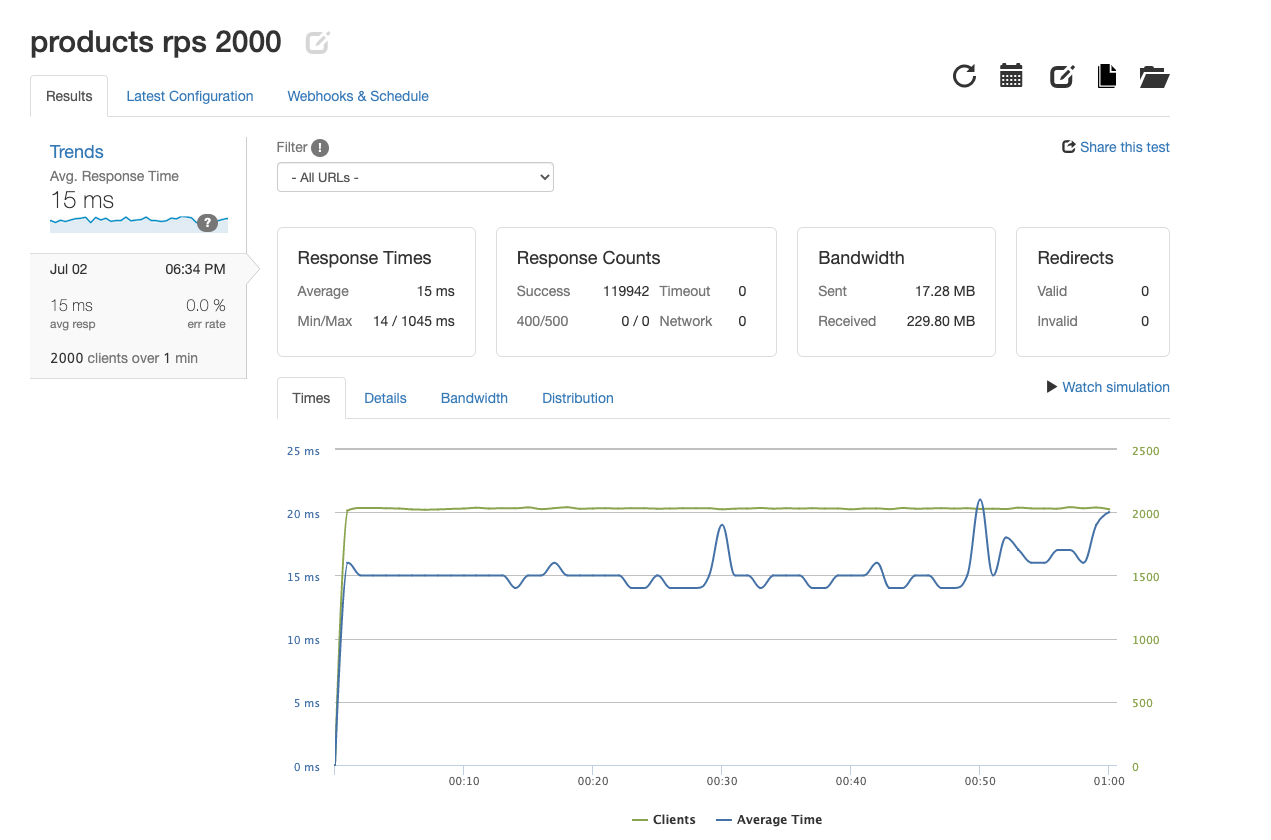 products rps 2000
Results Latest Configuration Webhooks & Schedule
Trends
Avg. Response Time
15 ms
?
Jul 02 06:34 PM
15 ms 0.0 %
avg resp err rate
2000 clients over 1 min
Filter !
Share this test
- All URLs -
Response Times
Average 15 ms
Min/Max 14 / 1045 ms
Response Counts
Success 119942 Timeout 0
400/500 0 / 0 Network 0
Bandwidth
Sent 17.28 MB
Received 229.80 MB
Redirects
Valid 0
Invalid 0
Times Details Bandwidth Distribution
Watch simulation
25 ms 2500
20 ms 2000
15 ms 1500
10 ms 1000
5 ms 500
0 ms 0
00:10 00:20 00:30 00:40 00:50 01:00
Clients Average Time